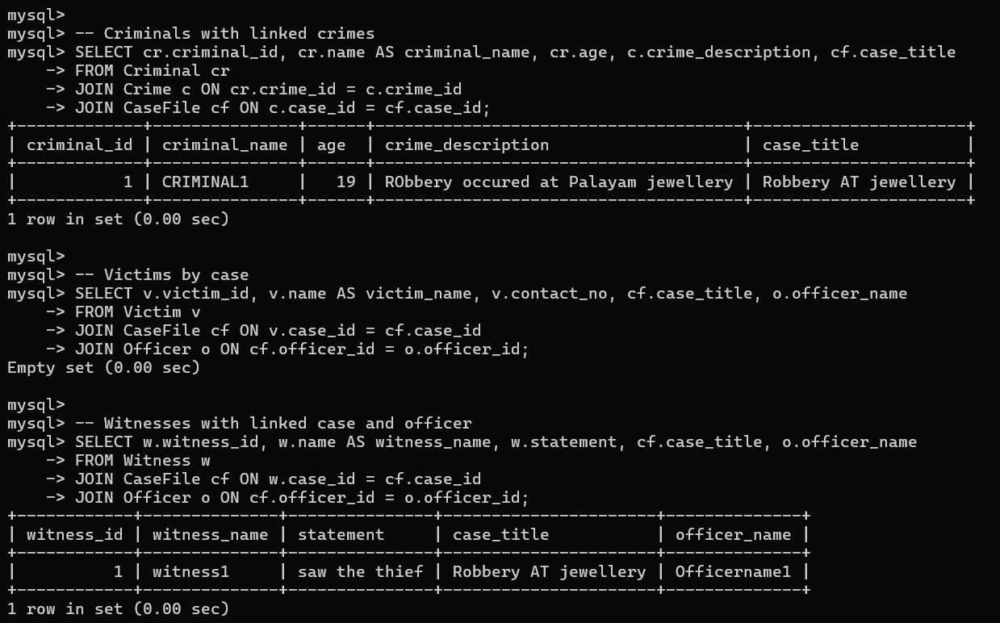 mysql>
mysql> -- Criminals with linked crimes
mysql> SELECT cr.criminal_id, cr.name AS criminal_name, cr.age, c.crime_description, cf.case_title
    -> FROM Criminal cr
    -> JOIN Crime c ON cr.crime_id = c.crime_id
    -> JOIN CaseFile cf ON c.case_id = cf.case_id;
+-------------+---------------+------+--------------------------------------+----------------------+
| criminal_id | criminal_name | age  | crime_description                    | case_title           |
+-------------+---------------+------+--------------------------------------+----------------------+
|           1 | CRIMINAL1     |   19 | RObbery occured at Palayam jewellery | Robbery AT jewellery |
+-------------+---------------+------+--------------------------------------+----------------------+
1 row in set (0.00 sec)

mysql>
mysql> -- Victims by case
mysql> SELECT v.victim_id, v.name AS victim_name, v.contact_no, cf.case_title, o.officer_name
    -> FROM Victim v
    -> JOIN CaseFile cf ON v.case_id = cf.case_id
    -> JOIN Officer o ON cf.officer_id = o.officer_id;
Empty set (0.00 sec)

mysql>
mysql> -- Witnesses with linked case and officer
mysql> SELECT w.witness_id, w.name AS witness_name, w.statement, cf.case_title, o.officer_name
    -> FROM Witness w
    -> JOIN CaseFile cf ON w.case_id = cf.case_id
    -> JOIN Officer o ON cf.officer_id = o.officer_id;
+------------+--------------+---------------+----------------------+--------------+
| witness_id | witness_name | statement     | case_title           | officer_name |
+------------+--------------+---------------+----------------------+--------------+
|          1 | witness1     | saw the thief | Robbery AT jewellery | Officername1 |
+------------+--------------+---------------+----------------------+--------------+
1 row in set (0.00 sec)